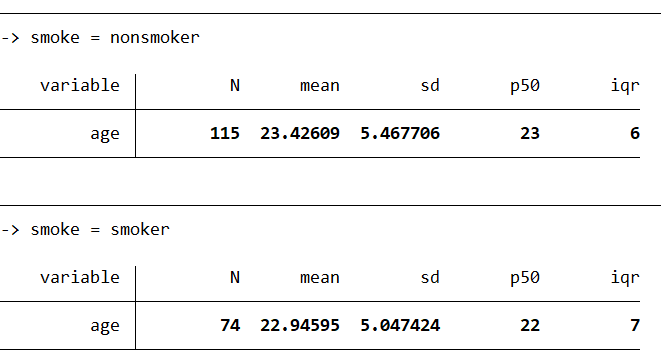 -> smoke = nonsmoker
variable N mean sd p50 iqr
age 115 23.42609 5.467706 23 6
-> smoke = smoker
variable N mean sd p50 iqr
age 74 22.94595 5.047424 22 7